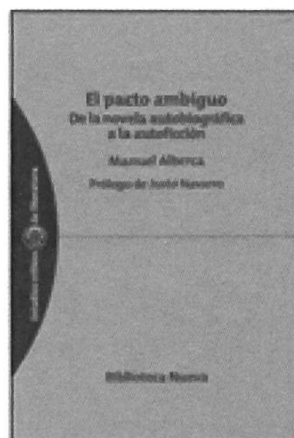 El pacto ambiguo
De la novela autobiográfica
a la autoficción
Manuel Alberca
Prólogo de Justo Navarro
Biblioteca Nueva